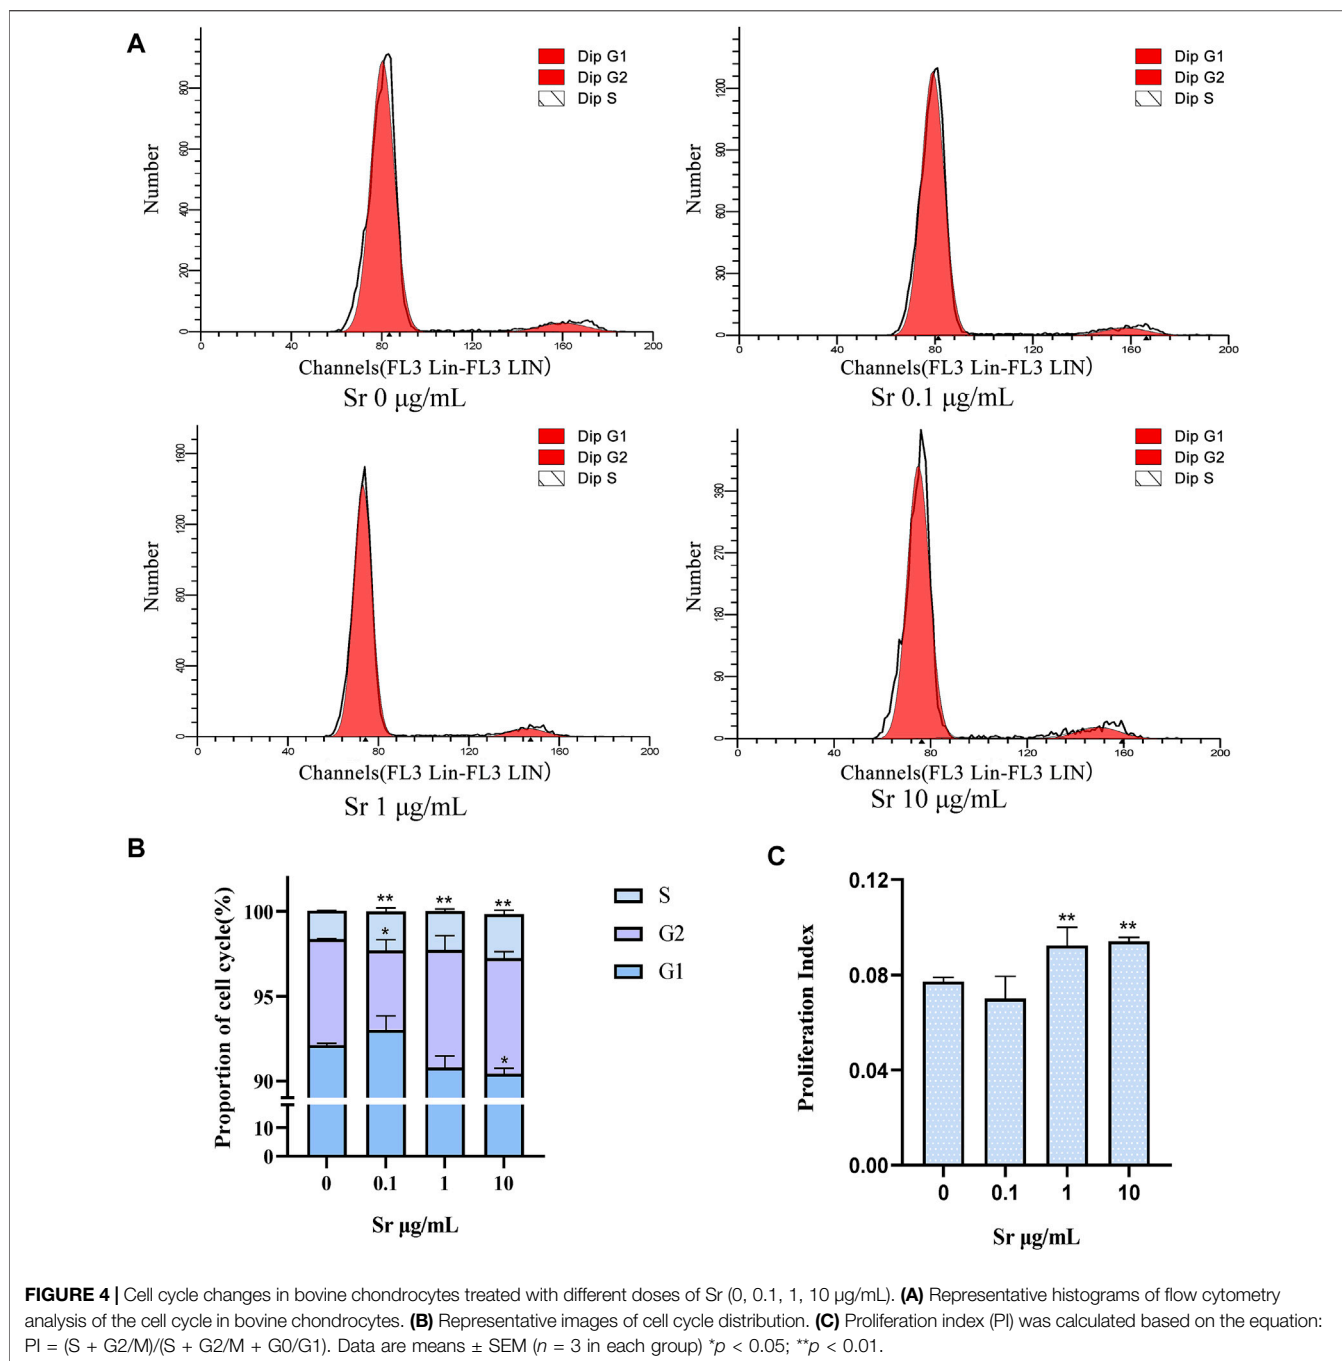 A
Dip G1
Dip G2
Dip S
800
600
400
200
0
Number
0 40 80 120 160 200
Channels(FL3 Lin-FL3 LIN)
Sr 0 μg/mL
Dip G1
Dip G2
Dip S
1200
900
600
300
0
Number
0 40 80 120 160 200
Channels(FL3 Lin-FL3 LIN)
Sr 0.1 μg/mL
Dip G1
Dip G2
Dip S
1600
1200
800
400
0
Number
0 40 80 120 160 200
Channels(FL3 Lin-FL3 LIN)
Sr 1 μg/mL
Dip G1
Dip G2
Dip S
360
270
180
90
0
Number
0 40 80 120 160 200
Channels(FL3 Lin-FL3 LIN)
Sr 10 μg/mL
B
Proportion of cell cycle(%)
100
95
90
10
0
** ** **
*
*
S
G2
G1
0 0.1 1 10
Sr μg/mL
C
Proliferation Index
0.12
0.08
0.04
0.00
** **
0 0.1 1 10
Sr μg/mL
FIGURE 4 | Cell cycle changes in bovine chondrocytes treated with different doses of Sr (0, 0.1, 1, 10 μg/mL). (A) Representative histograms of flow cytometry
analysis of the cell cycle in bovine chondrocytes. (B) Representative images of cell cycle distribution. (C) Proliferation index (PI) was calculated based on the equation:
PI = (S + G2/M)/(S + G2/M + G0/G1). Data are means ± SEM (n = 3 in each group) *p < 0.05; **p < 0.01.